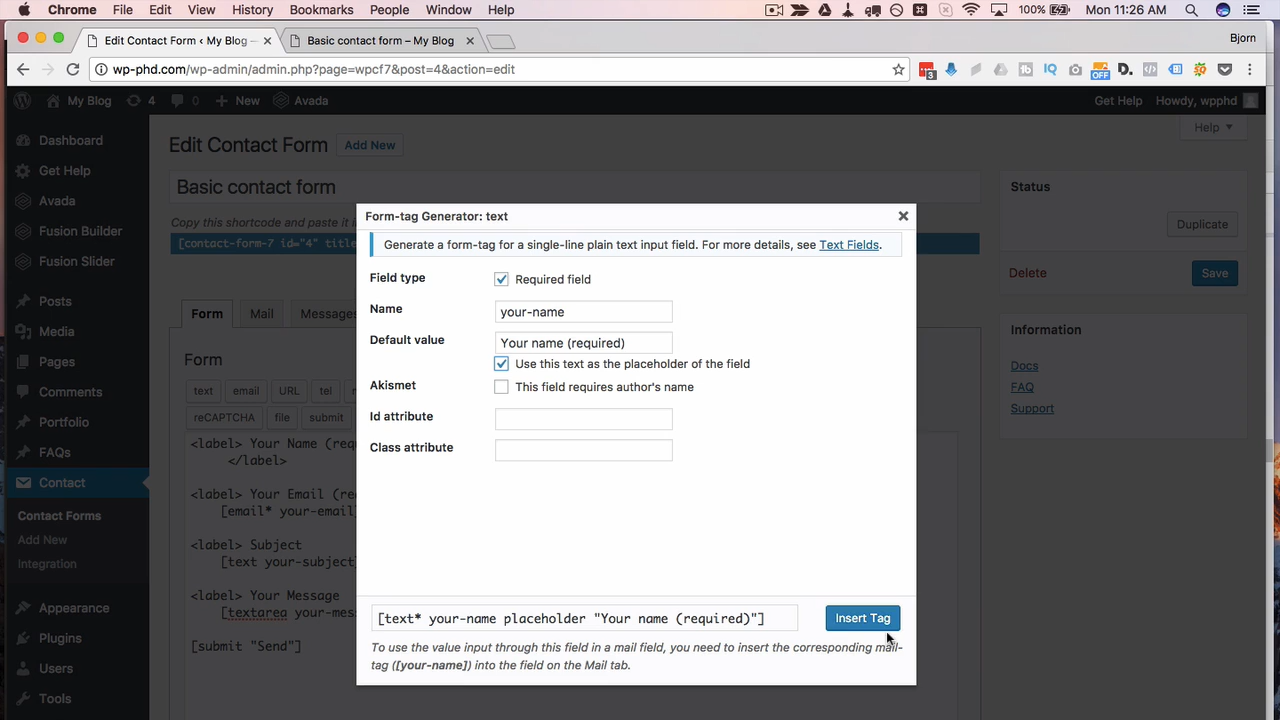 Chrome File Edit View History Bookmarks People Window Help 100% Mon 11:26 AM
Edit Contact Form ‹ My Blog — Basic contact form – My Blog Bjorn
wp-phd.com/wp-admin/admin.php?page=wpcf7&post=4&action=edit 3 OFF
My Blog 4 0 New Avada Get Help Howdy, wpphd
Dashboard
Get Help
Avada
Fusion Builder
Fusion Slider
Posts
Media
Pages
Comments
Portfolio
FAQs
Contact
Contact Forms
Add New
Integration
Appearance
Plugins
Users
Tools
Edit Contact Form Add New Help
Basic contact form
Copy this shortcode and paste it
[contact-form-7 id="4" title
Form Mail Messages
Form
text email URL tel
reCAPTCHA file submit
<label> Your Name (req
</label>
<label> Your Email (re
[email* your-email]
<label> Subject
[text your-subject]
<label> Your Message
[textarea your-mess
[submit "Send"]
Form-tag Generator: text
Generate a form-tag for a single-line plain text input field. For more details, see Text Fields.
Field type Required field
Name your-name
Default value Your name (required)
Use this text as the placeholder of the field
Akismet This field requires author's name
Id attribute
Class attribute
[text* your-name placeholder "Your name (required)"] Insert Tag
To use the value input through this field in a mail field, you need to insert the corresponding mail-
tag ([your-name]) into the field on the Mail tab.
Status
Duplicate
Delete Save
Information
Docs
FAQ
Support